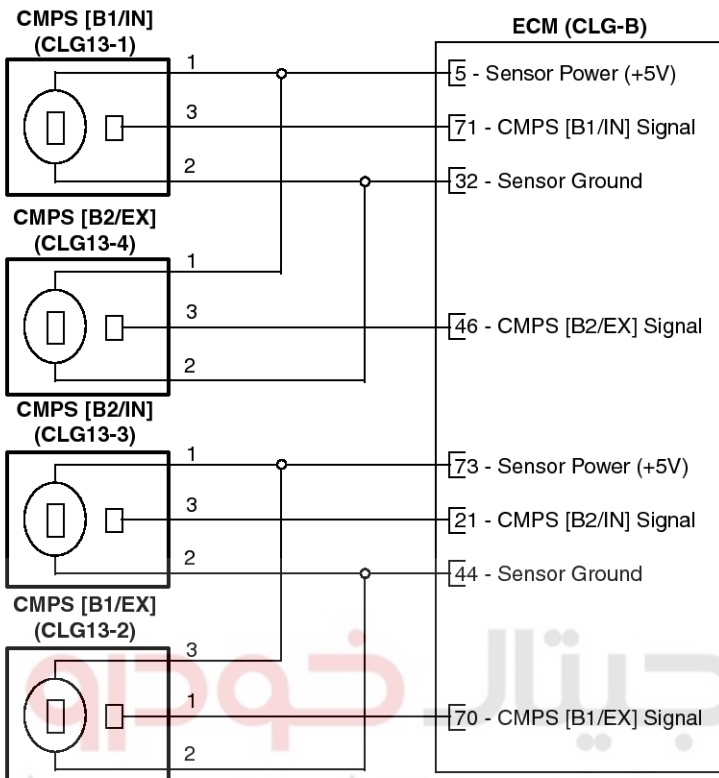 CMPS [B1/IN]
(CLG13-1)
ECM (CLG-B)
1
5 - Sensor Power (+5V)
3
71 - CMPS [B1/IN] Signal
2
32 - Sensor Ground
CMPS [B2/EX]
(CLG13-4)
1
3
46 - CMPS [B2/EX] Signal
2
CMPS [B2/IN]
(CLG13-3)
1
73 - Sensor Power (+5V)
3
21 - CMPS [B2/IN] Signal
2
44 - Sensor Ground
CMPS [B1/EX]
(CLG13-2)
3
جیتال خودرو
1
70 - CMPS [B1/EX] Signal
2